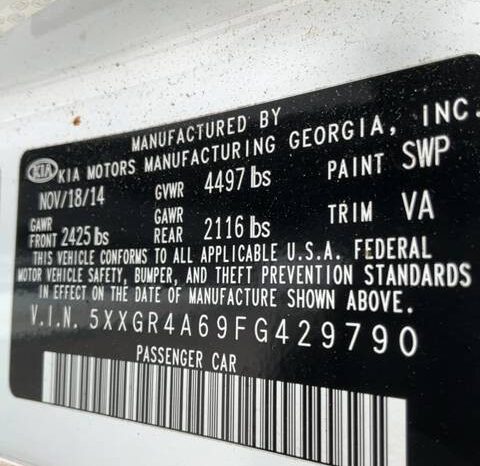 MANUFACTURED BY
KIA KIA MOTORS MANUFACTURING GEORGIA, INC.
NOV/18/14 GVWR 4497 lbs PAINT SWP
GAWR FRONT 2425 lbs GAWR REAR 2116 lbs TRIM VA
THIS VEHICLE CONFORMS TO ALL APPLICABLE U.S.A. FEDERAL
MOTOR VEHICLE SAFETY, BUMPER, AND THEFT PREVENTION STANDARDS
IN EFFECT ON THE DATE OF MANUFACTURE SHOWN ABOVE.
V.I.N. 5XXGR4A69FG429790
PASSENGER CAR